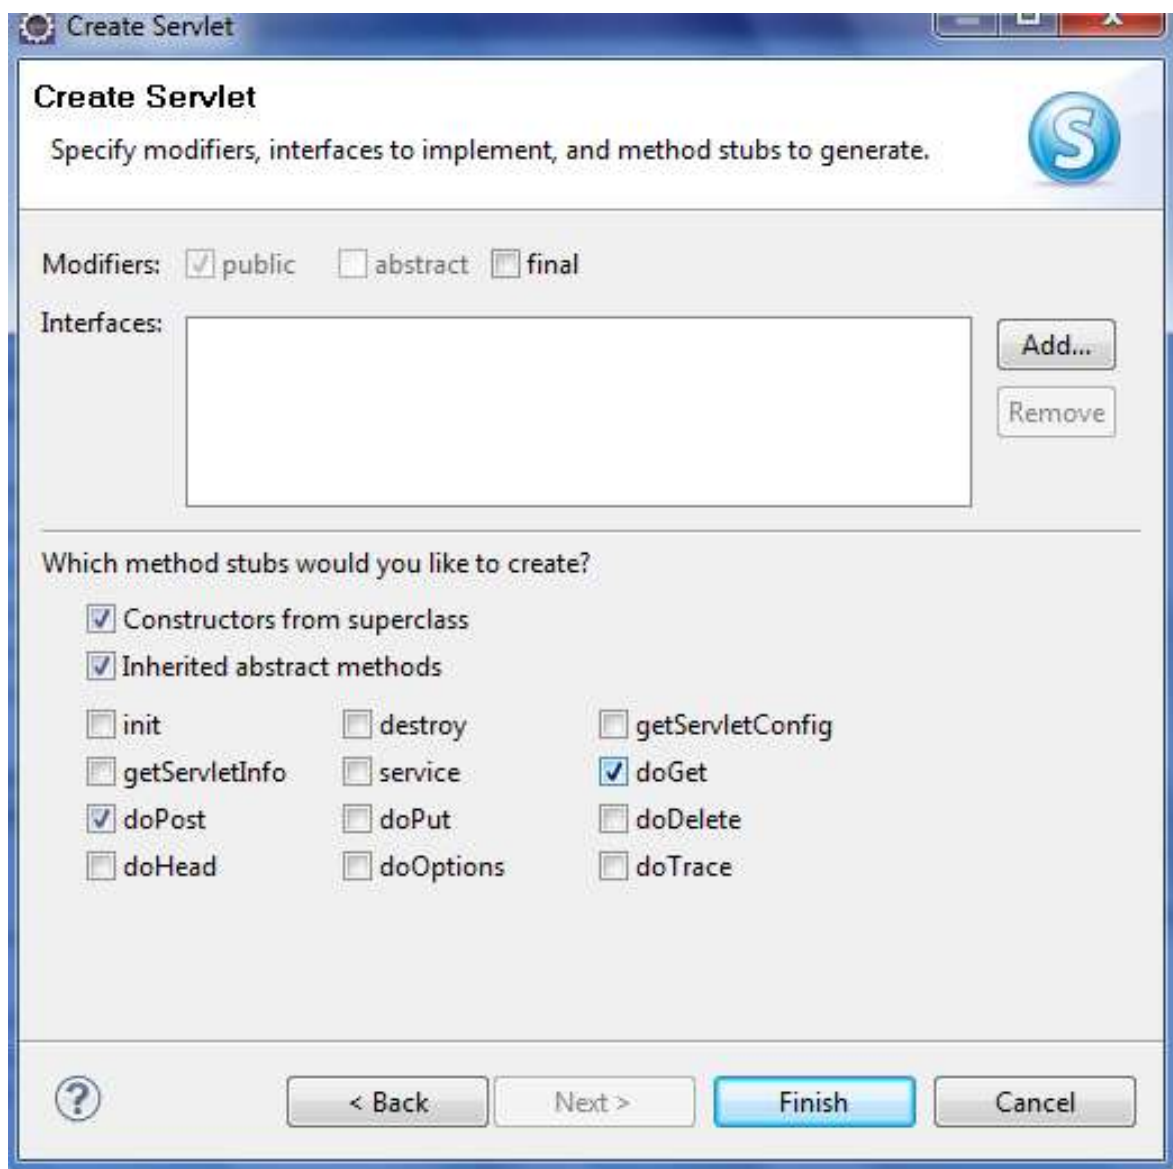 Create Servlet
Create Servlet
Specify modifiers, interfaces to implement, and method stubs to generate.
Modifiers: public abstract final
Interfaces:
Add...
Remove
Which method stubs would you like to create?
Constructors from superclass
Inherited abstract methods
init destroy getServletConfig
getServletInfo service doGet
doPost doPut doDelete
doHead doOptions doTrace
? < Back Next > Finish Cancel